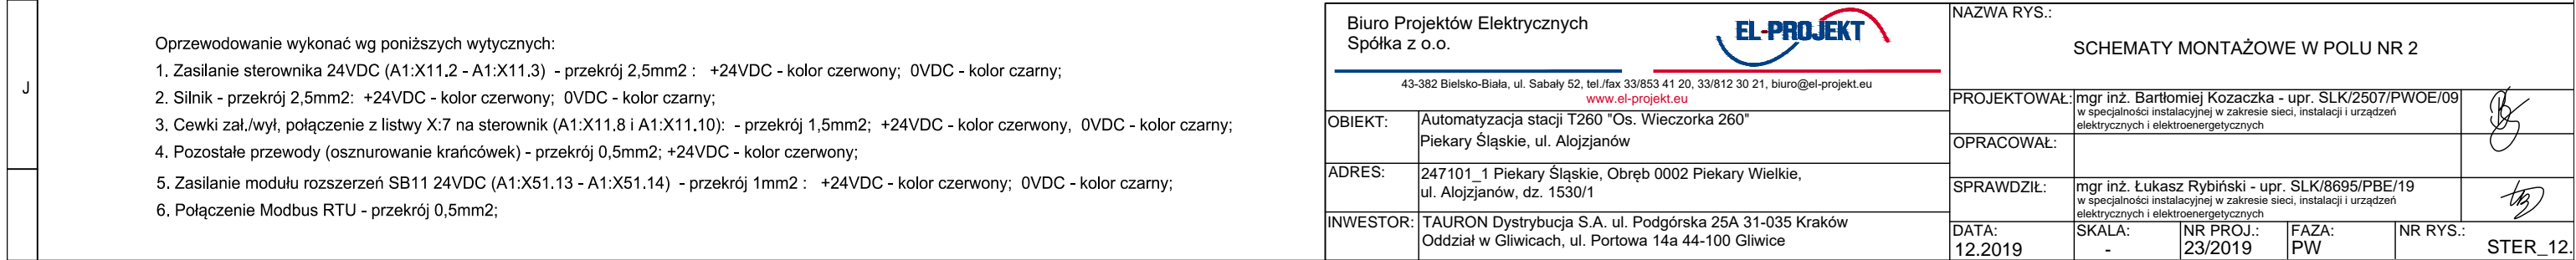 J
Oprzewodowanie wykonać wg poniższych wytycznych:
1. Zasilanie sterownika 24VDC (A1:X11.2 - A1:X11.3) - przekrój 2,5mm2 : +24VDC - kolor czerwony; 0VDC - kolor czarny;
2. Silnik - przekrój 2,5mm2: +24VDC - kolor czerwony; 0VDC - kolor czarny;
3. Cewki zał./wył, połączenie z listwy X:7 na sterownik (A1:X11.8 i A1:X11.10): - przekrój 1,5mm2; +24VDC - kolor czerwony, 0VDC - kolor czarny;
4. Pozostałe przewody (osznurowanie krańcówek) - przekrój 0,5mm2; +24VDC - kolor czerwony;
5. Zasilanie modułu rozszerzeń SB11 24VDC (A1:X51.13 - A1:X51.14) - przekrój 1mm2 : +24VDC - kolor czerwony; 0VDC - kolor czarny;
6. Połączenie Modbus RTU - przekrój 0,5mm2;
Biuro Projektów Elektrycznych
Spółka z o.o.
EL-PROJEKT
43-382 Bielsko-Biała, ul. Sabały 52, tel./fax 33/853 41 20, 33/812 30 21, biuro@el-projekt.eu
www.el-projekt.eu
OBIEKT: Automatyzacja stacji T260 "Os. Wieczorka 260"
Piekary Śląskie, ul. Alojzjanów
ADRES: 247101_1 Piekary Śląskie, Obręb 0002 Piekary Wielkie,
ul. Alojzjanów, dz. 1530/1
INWESTOR: TAURON Dystrybucja S.A. ul. Podgórska 25A 31-035 Kraków
Oddział w Gliwicach, ul. Portowa 14a 44-100 Gliwice
NAZWA RYS.:
SCHEMATY MONTAŻOWE W POLU NR 2
PROJEKTOWAŁ: mgr inż. Bartłomiej Kozaczka - upr. SLK/2507/PWOE/09
w specjalności instalacyjnej w zakresie sieci, instalacji i urządzeń
elektrycznych i elektroenergetycznych
OPRACOWAŁ:
SPRAWDZIŁ: mgr inż. Łukasz Rybiński - upr. SLK/8695/PBE/19
w specjalności instalacyjnej w zakresie sieci, instalacji i urządzeń
elektrycznych i elektroenergetycznych
DATA: SKALA: NR PROJ.: FAZA: NR RYS.:
12.2019 - 23/2019 PW STER_12.